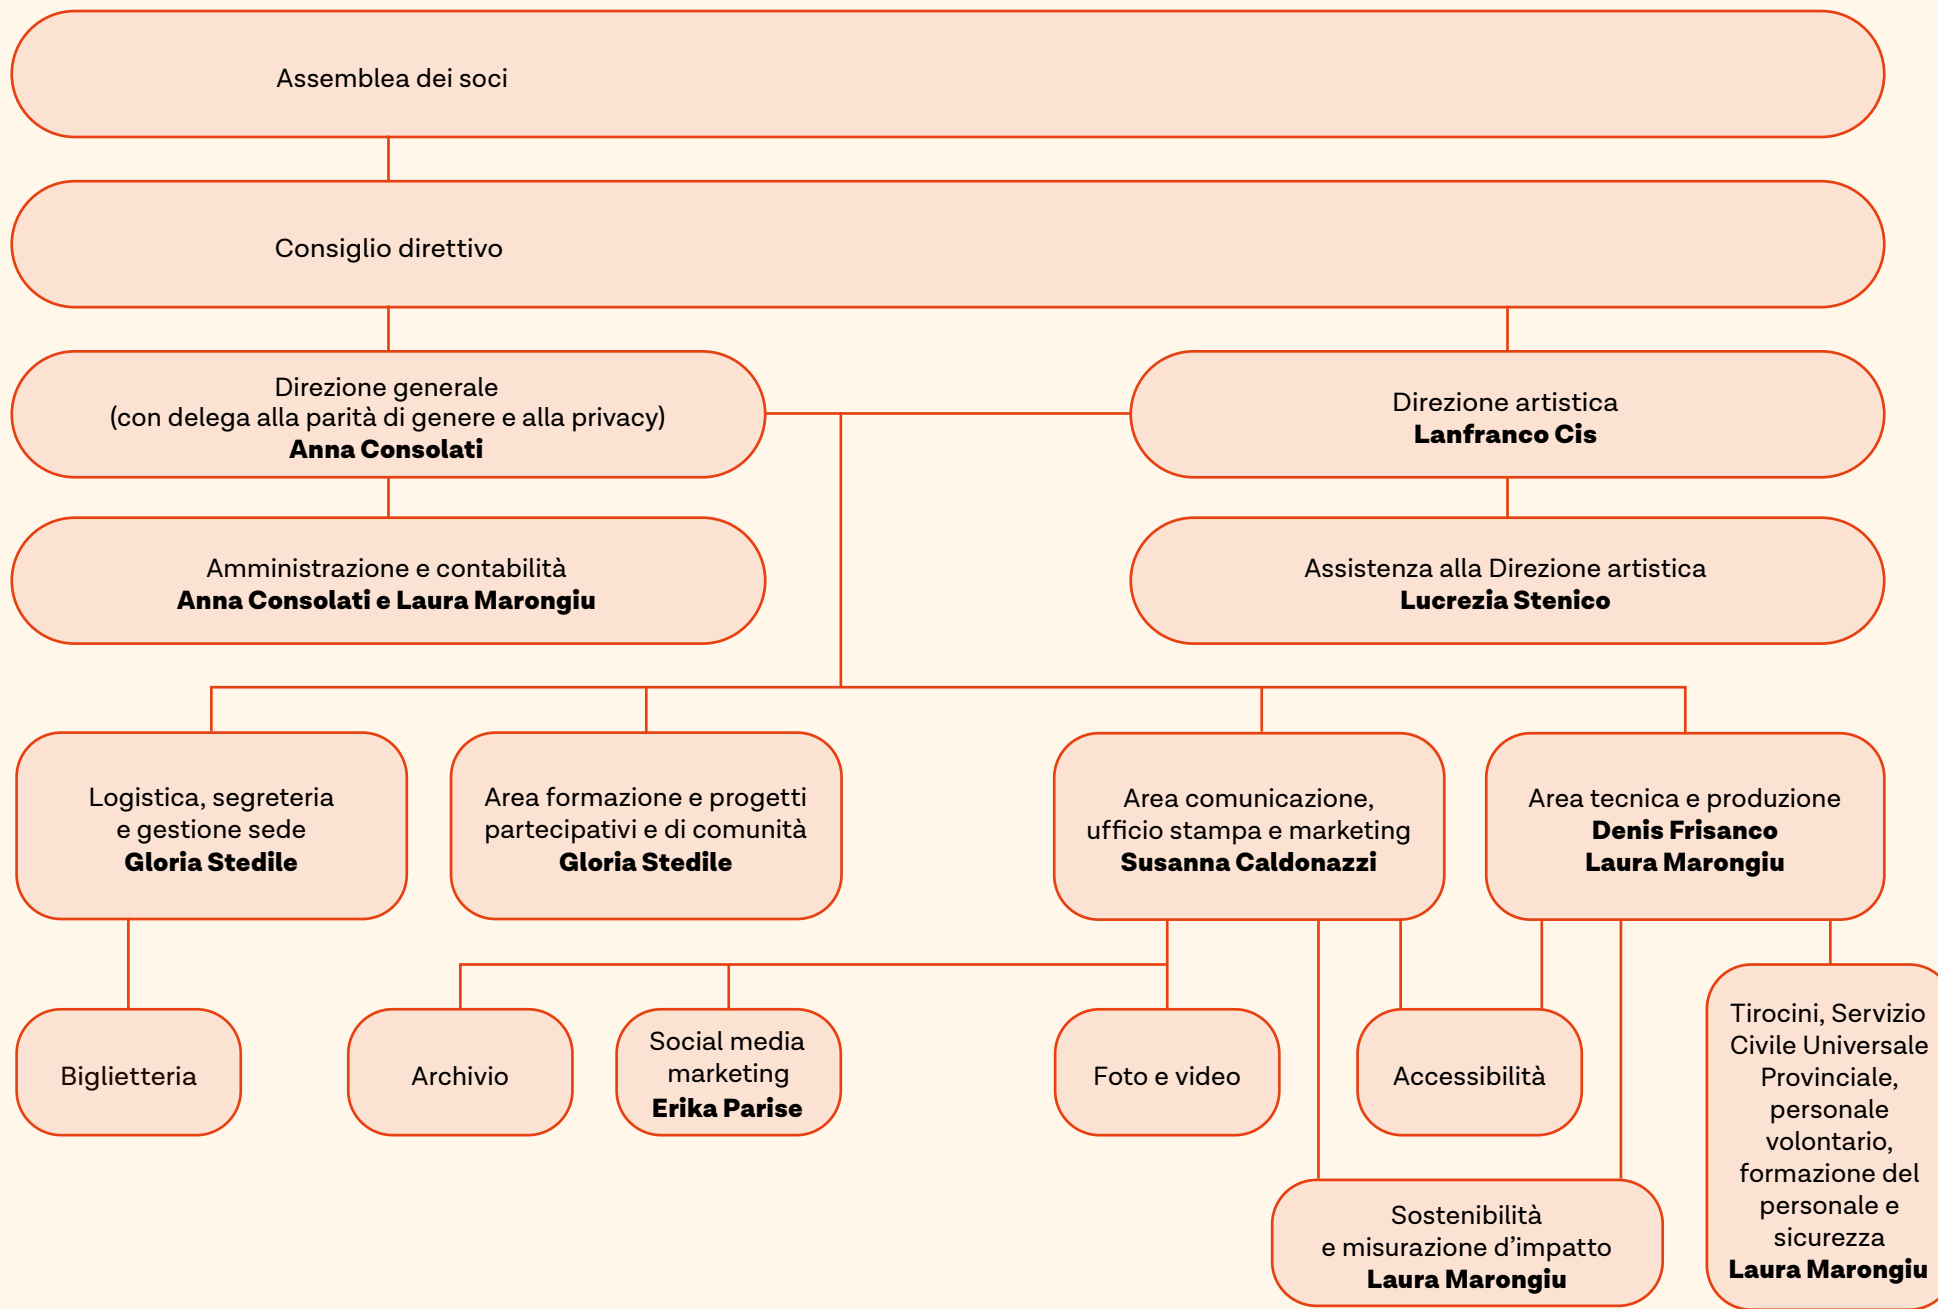 Assemblea dei soci
Consiglio direttivo
Direzione generale
(con delega alla parità di genere e alla privacy)
Anna Consolati
Direzione artistica
Lanfranco Cis
Amministrazione e contabilità
Anna Consolati e Laura Marongiu
Assistenza alla Direzione artistica
Lucrezia Stenico
Logistica, segreteria
e gestione sede
Gloria Stedile
Area formazione e progetti
partecipativi e di comunità
Gloria Stedile
Area comunicazione,
ufficio stampa e marketing
Susanna Caldonazzi
Area tecnica e produzione
Denis Frisanco
Laura Marongiu
Biglietteria
Archivio
Social media
marketing
Erika Parise
Foto e video
Accessibilità
Tirocini, Servizio
Civile Universale
Provinciale,
personale
volontario,
formazione del
personale e
sicurezza
Laura Marongiu
Sostenibilità
e misurazione d’impatto
Laura Marongiu